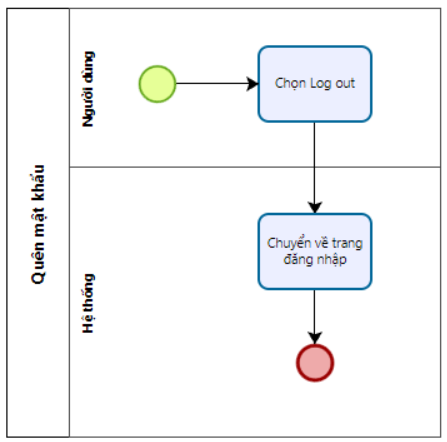 Quên mật khẩu
Người dùng
Chọn Log out
Hệ thống
Chuyển về trang
đăng nhập